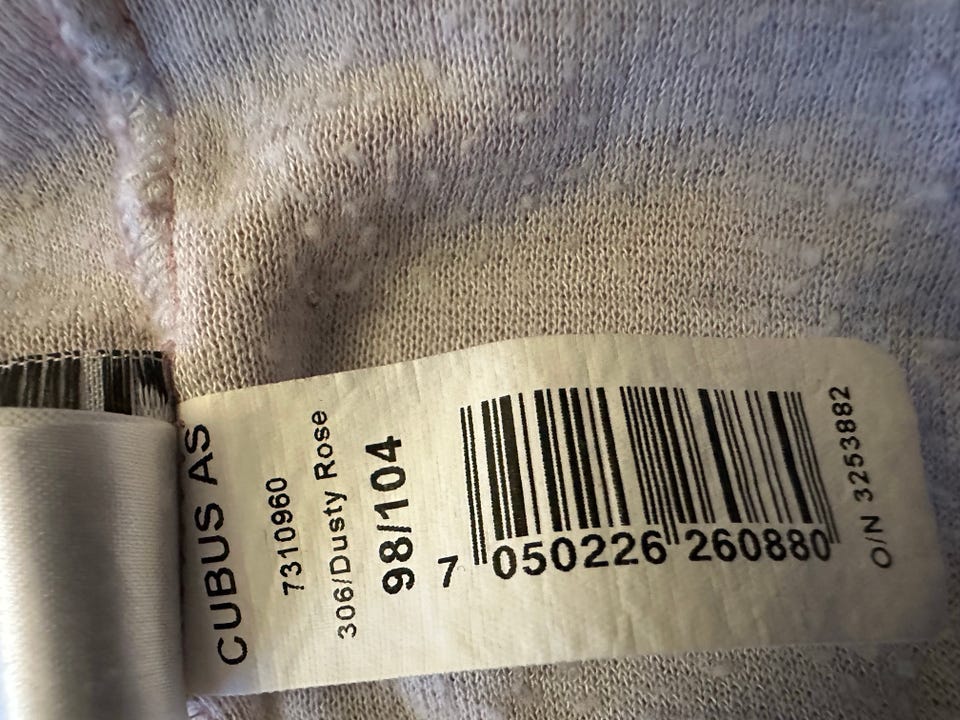 CUBUS AS
7310960
306/Dusty Rose
98/104
7 050226 260880
O/N 3253882